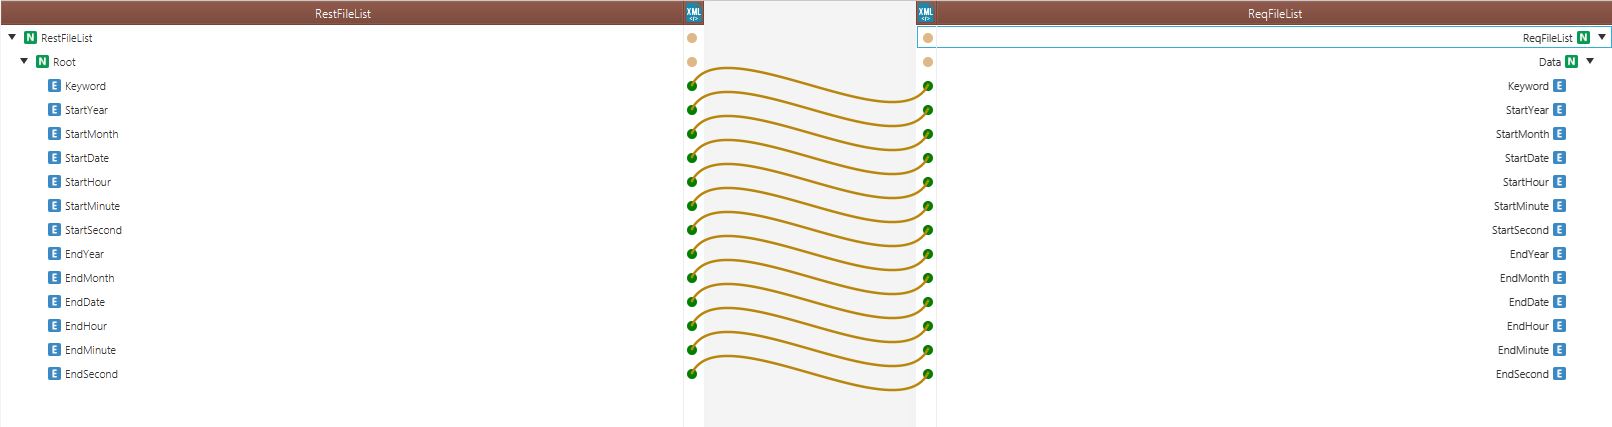 RestFileList XML </> XML </> ReqFileList
N RestFileList ReqFileList N
N Root Data N
E Keyword Keyword E
E StartYear StartYear E
E StartMonth StartMonth E
E StartDate StartDate E
E StartHour StartHour E
E StartMinute StartMinute E
E StartSecond StartSecond E
E EndYear EndYear E
E EndMonth EndMonth E
E EndDate EndDate E
E EndHour EndHour E
E EndMinute EndMinute E
E EndSecond EndSecond E